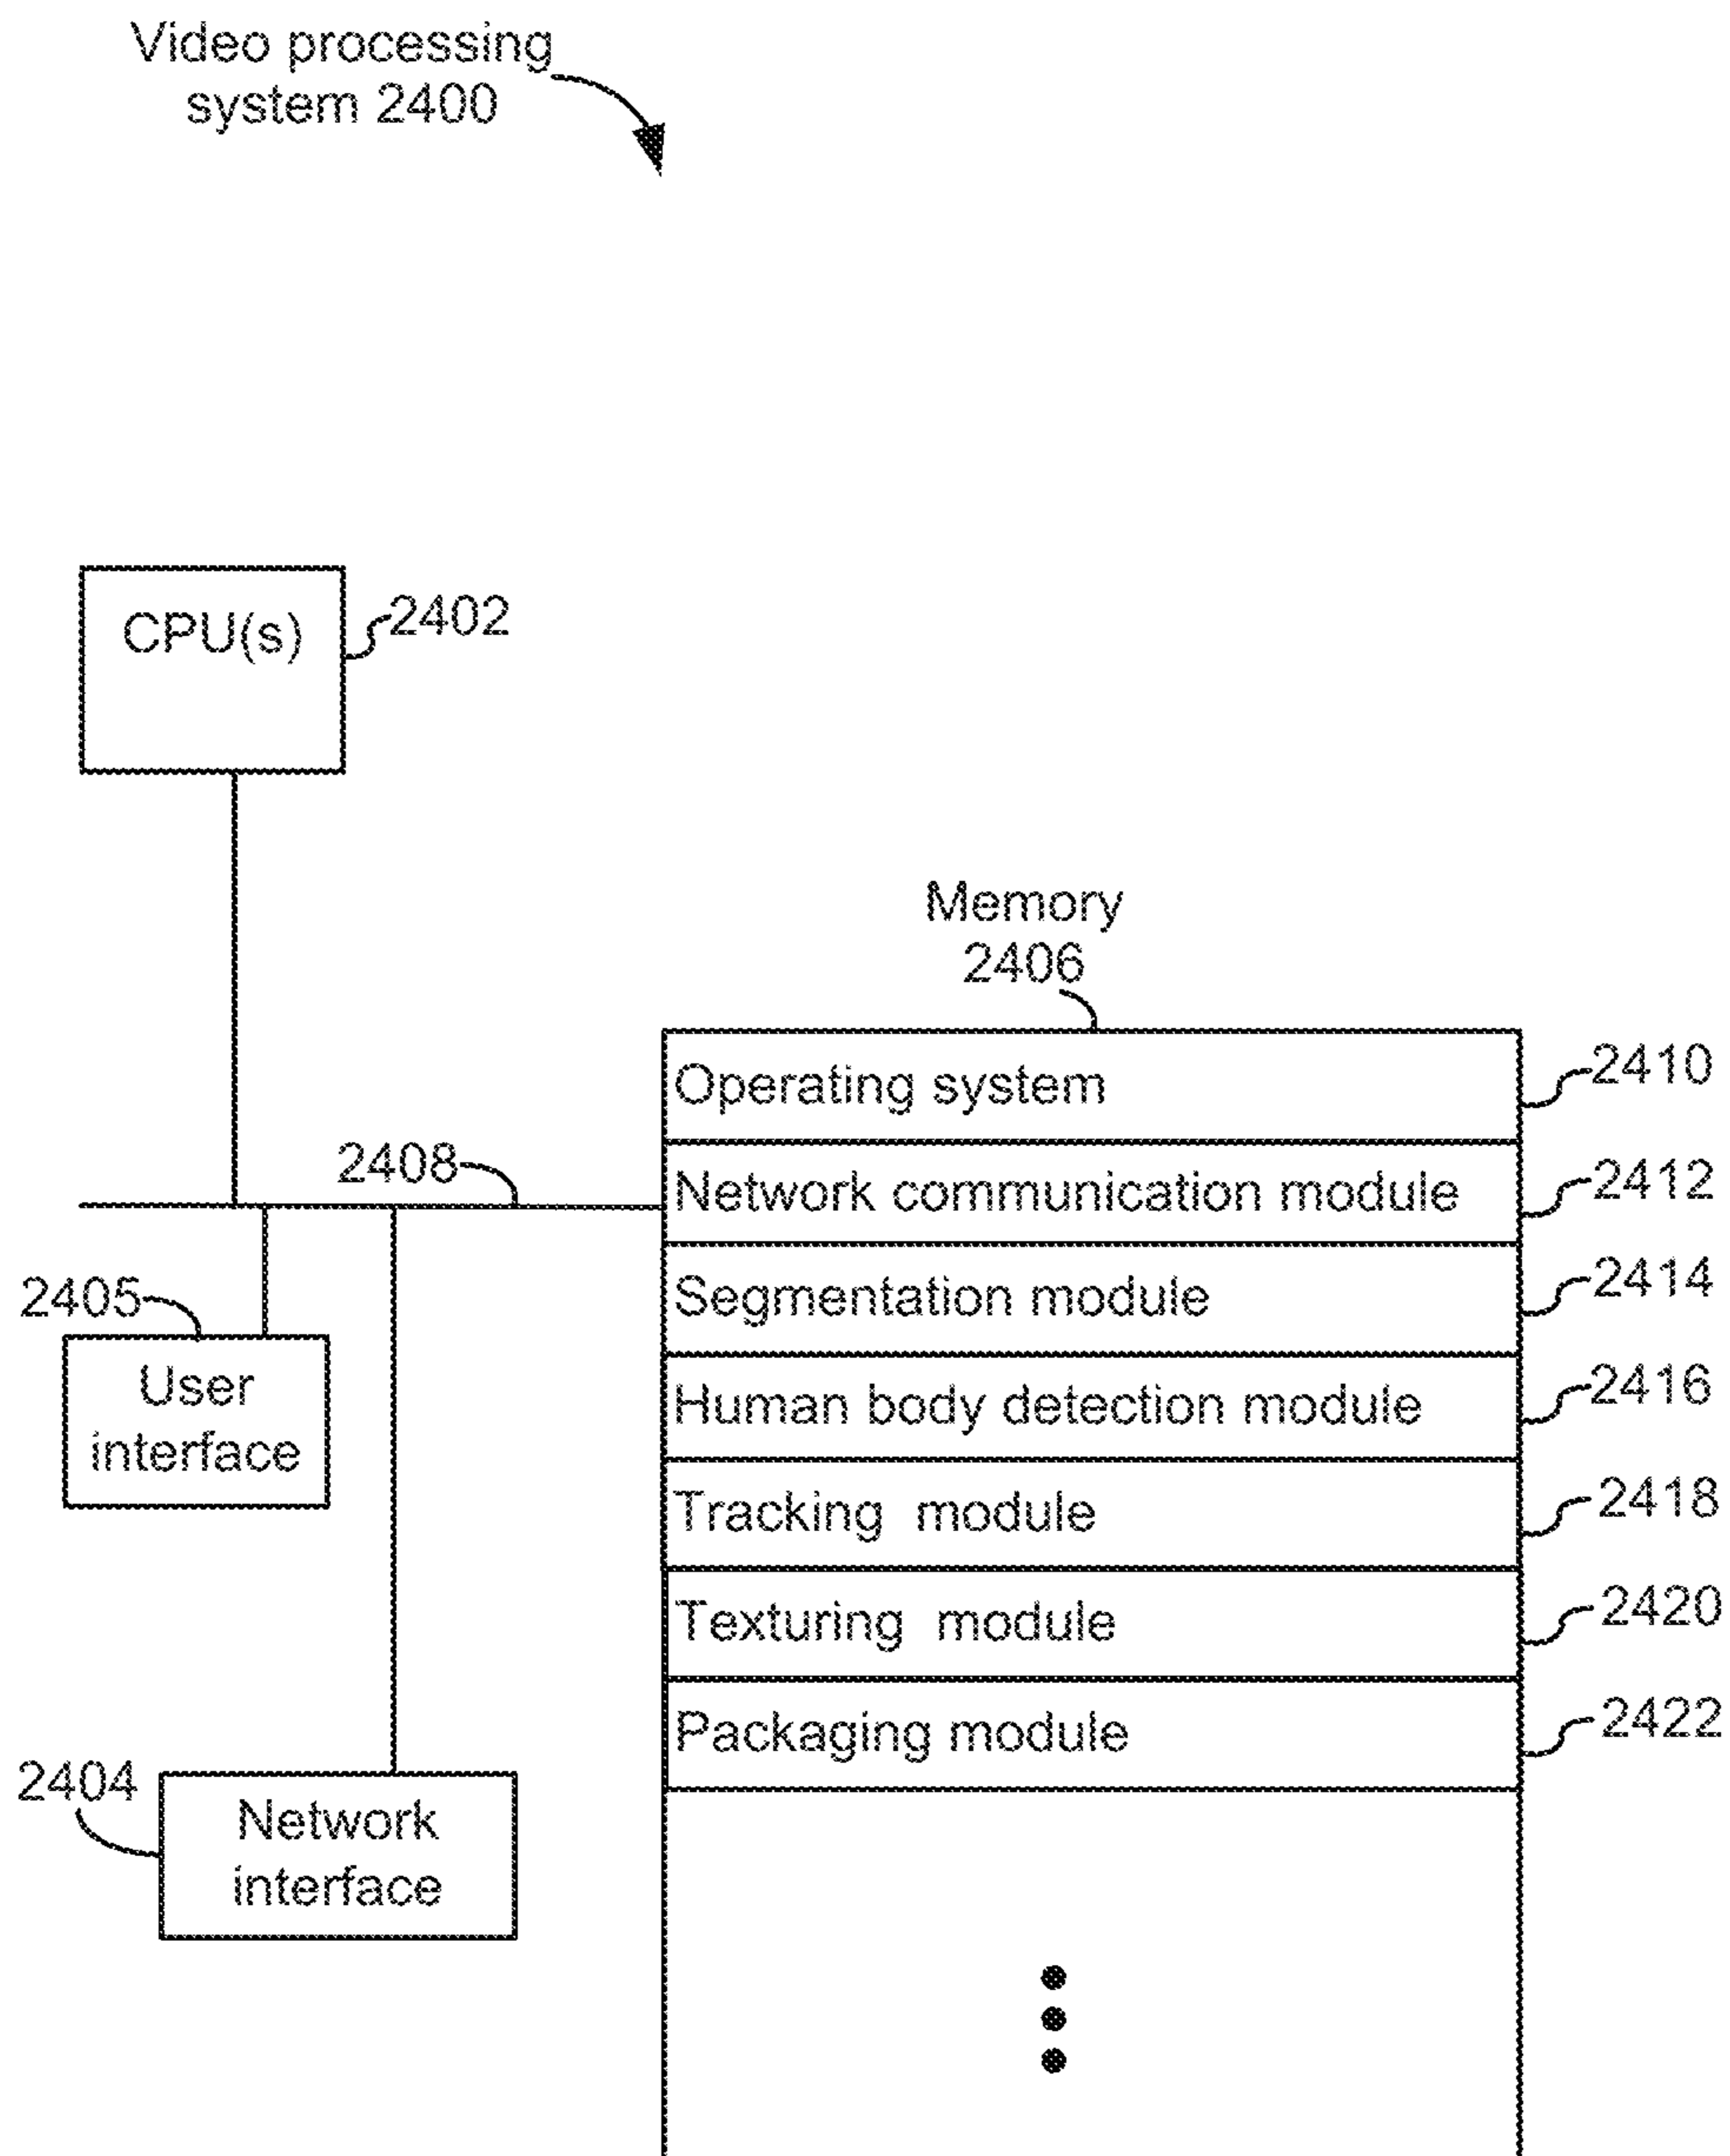 Video processing
system 2400
CPU(s)
2402
Memory
2406
Operating system
2410
2408
Network communication module
2412
Segmentation module
2414
2405
User
interface
Human body detection module
2416
Tracking module
2418
Texturing module
2420
Packaging module
2422
2404
Network
interface